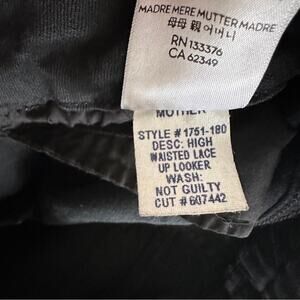 MADRE MERE MUTTER MADRE
母母 親 어머니
RN 133376
CA 62349
MOTHER
STYLE # 1751-180
DESC: HIGH
WAISTED LACE
UP LOOKER
WASH:
NOT GUILTY
CUT # 607442